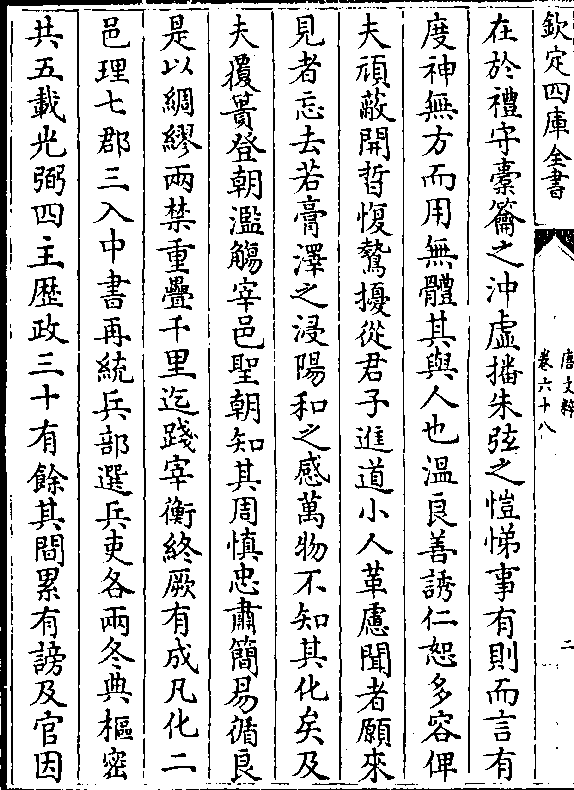 欽定四庫全書
唐文粹
卷六十八
二
在於禮守橐籥之沖虛播朱弦之愷悌事有則而言有
度神無方而用無體其與人也溫良善誘仁恕多容俾
夫頑蔽開哲愎驁擾從君子進道小人革慮聞者願來
見者忘去若膏澤之浸陽和之感萬物不知其化矣及
夫覆簣登朝濫觴宰邑聖朝知其周慎忠肅簡易循良
是以綢繆兩禁重疊千里迄踐宰衡終厥有成凡化二
邑理七郡三入中書再統兵部選兵吏各兩冬典樞密
共五載光弼四主歷政三十有餘其間累有謗及官因